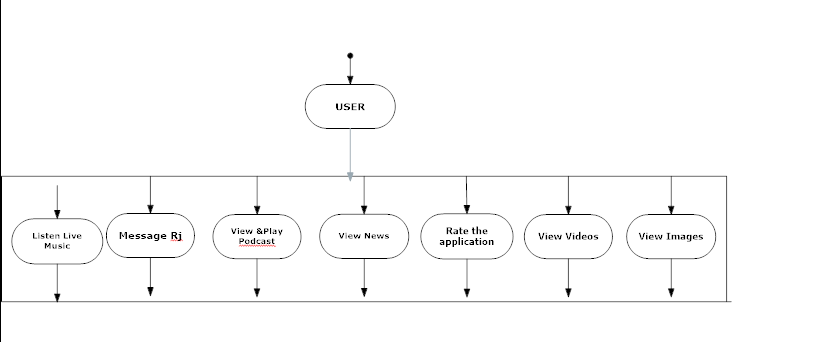 USER
Listen Live
Music
Message Rj
View &Play
Podcast
View News
Rate the
application
View Videos
View Images